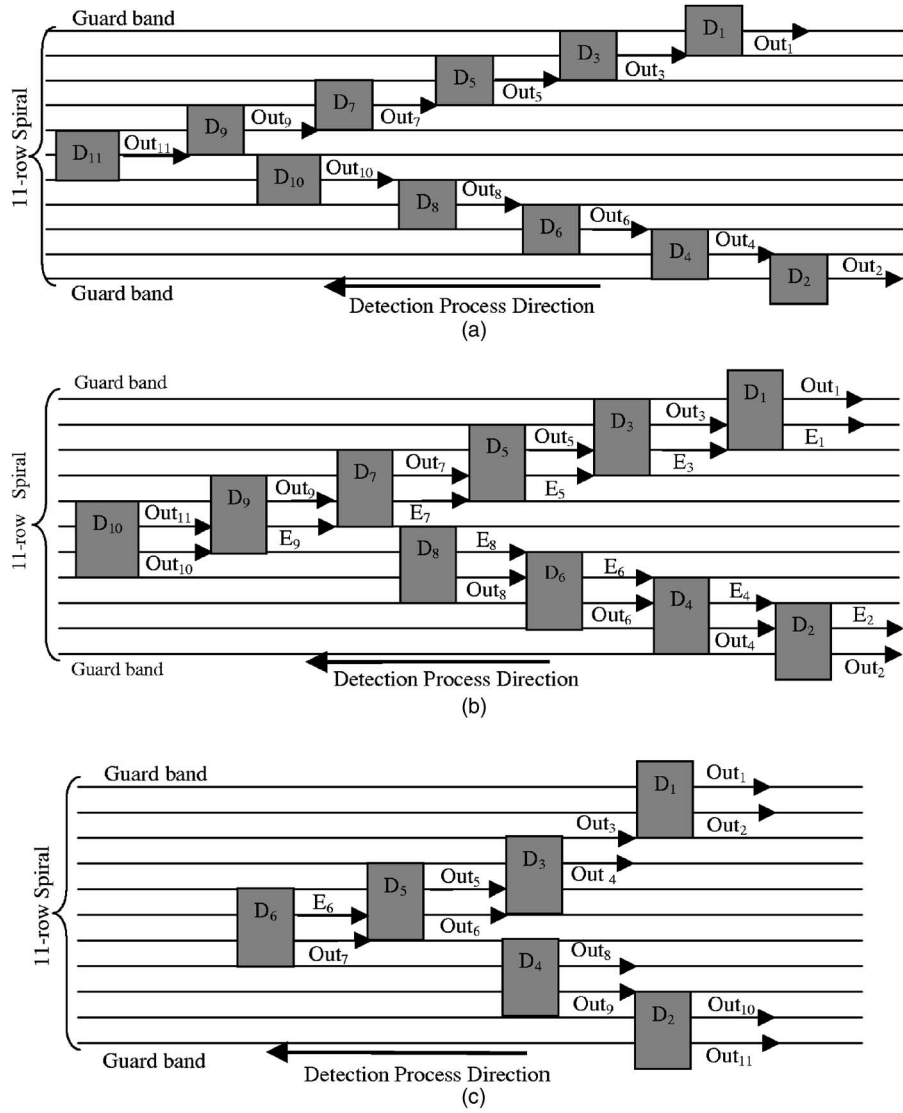 Guard band
D₁
Out₁
D₃
Out₃
D₅
Out₅
D₇
Out₇
D₉
Out₉
D₁₁
Out₁₁
D₁₀
Out₁₀
D₈
Out₈
D₆
Out₆
D₄
Out₄
D₂
Out₂
11-row Spiral
Guard band
Detection Process Direction
(a)
Guard band
D₁
Out₁
E₁
D₃
Out₃
E₃
D₅
Out₅
E₅
D₇
Out₇
E₇
D₉
Out₉
E₉
D₁₀
Out₁₁
Out₁₀
D₈
E₈
Out₈
D₆
E₆
Out₆
D₄
E₄
Out₄
D₂
E₂
Out₂
11-row Spiral
Guard band
Detection Process Direction
(b)
Guard band
D₁
Out₁
Out₂
Out₃
D₃
Out ₄
D₅
Out₅
Out₆
D₆
E₆
Out₇
D₄
Out₈
Out₉
D₂
Out₁₀
Out₁₁
11-row Spiral
Guard band
Detection Process Direction
(c)